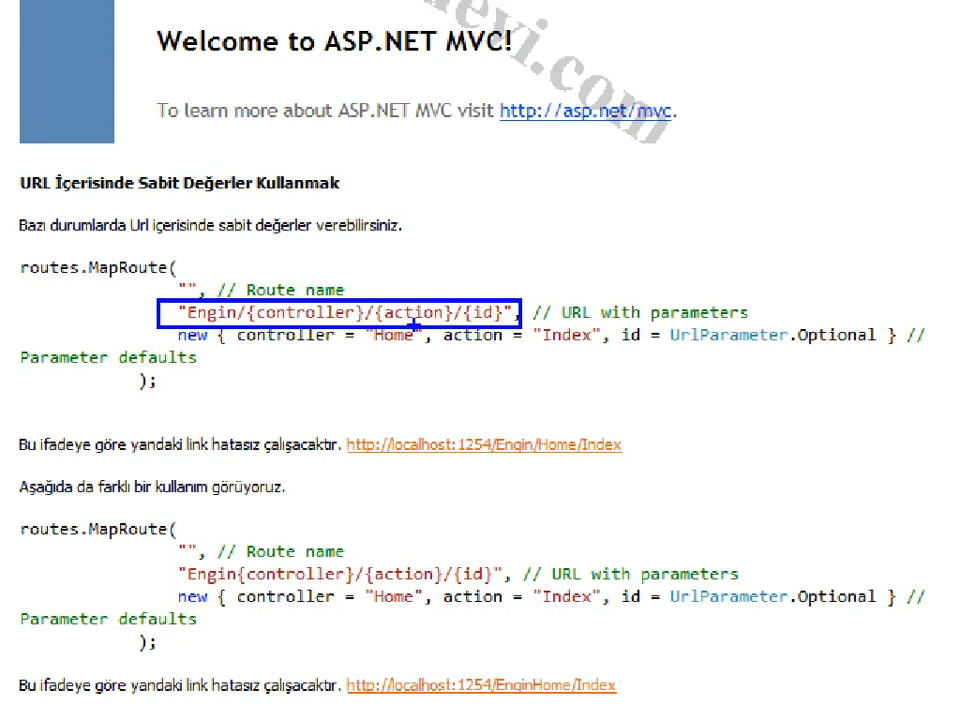 Welcome to ASP.NET MVC!
To learn more about ASP.NET MVC visit http://asp.net/mvc.
URL İçerisinde Sabit Değerler Kullanmak
Bazı durumlarda Url içerisinde sabit değerler verebilirsiniz.
routes.MapRoute(
"", // Route name
"Engin/{controller}/{action}/{id}", // URL with parameters
new { controller = "Home", action = "Index", id = UrlParameter.Optional } //
Parameter defaults
);
Bu ifadeye göre yandaki link hatasız çalışacaktır. http://localhost:1254/Engin/Home/Index
Aşağıda da farklı bir kullanım görüyoruz.
routes.MapRoute(
"", // Route name
"Engin{controller}/{action}/{id}", // URL with parameters
new { controller = "Home", action = "Index", id = UrlParameter.Optional } //
Parameter defaults
);
Bu ifadeye göre yandaki link hatasız çalışacaktır. http://localhost:1254/EnginHome/Index